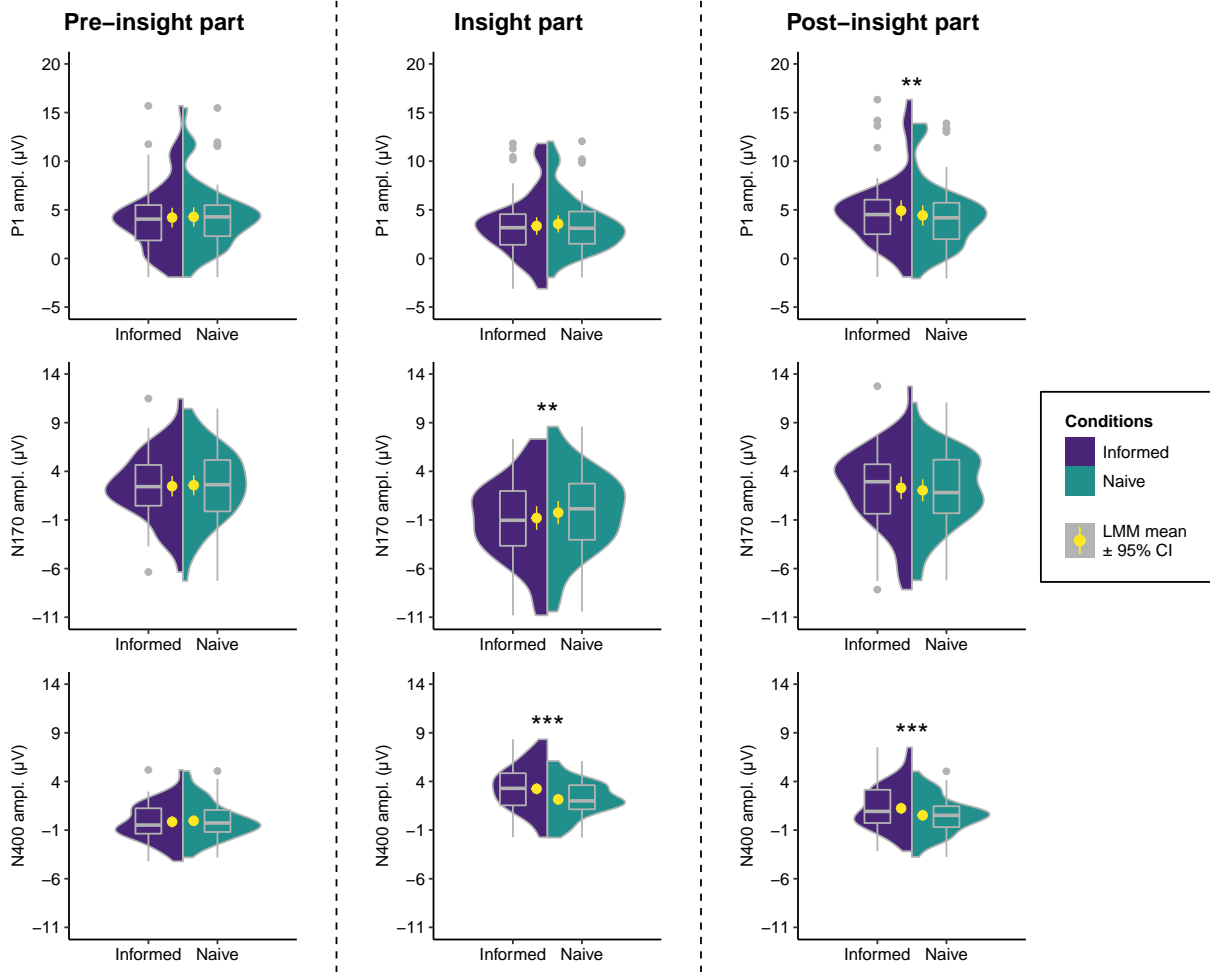 Pre−insight part
Insight part
Post−insight part
P1 ampl. (µV)
20
15
10
5
0
−5
Informed Naive
P1 ampl. (µV)
20
15
10
5
0
−5
Informed Naive
P1 ampl. (µV)
20
15
10
5
0
−5
**
Informed Naive
N170 ampl. (µV)
14
9
4
−1
−6
−11
Informed Naive
N170 ampl. (µV)
14
9
4
−1
−6
−11
**
Informed Naive
N170 ampl. (µV)
14
9
4
−1
−6
−11
Informed Naive
N400 ampl. (µV)
14
9
4
−1
−6
−11
Informed Naive
N400 ampl. (µV)
14
9
4
−1
−6
−11
***
Informed Naive
N400 ampl. (µV)
14
9
4
−1
−6
−11
***
Informed Naive
Conditions
Informed
Naive
LMM mean
± 95% CI